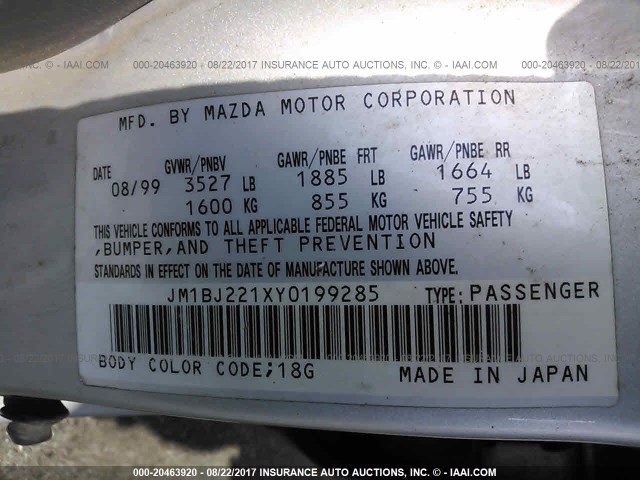 000-20463920 - 08/22/2017 INSURANCE AUTO AUCTIONS, INC. © - IAAI.COM
MFD. BY MAZDA MOTOR CORPORATION
DATE GVWR/PNBV GAWR/PNBE FRT GAWR/PNBE RR
08/99 3527 LB 1885 LB 1664 LB
1600 KG 855 KG 755 KG
THIS VEHICLE CONFORMS TO ALL APPLICABLE FEDERAL MOTOR VEHICLE SAFETY
,BUMPER,AND THEFT PREVENTION
STANDARDS IN EFFECT ON THE DATE OF MANUFACTURE SHOWN ABOVE.
JM1BJ221XY0199285 TYPE:PASSENGER
BODY COLOR CODE;18G MADE IN JAPAN
000-20463920 - 08/22/2017 INSURANCE AUTO AUCTIONS, INC. © - IAAI.COM